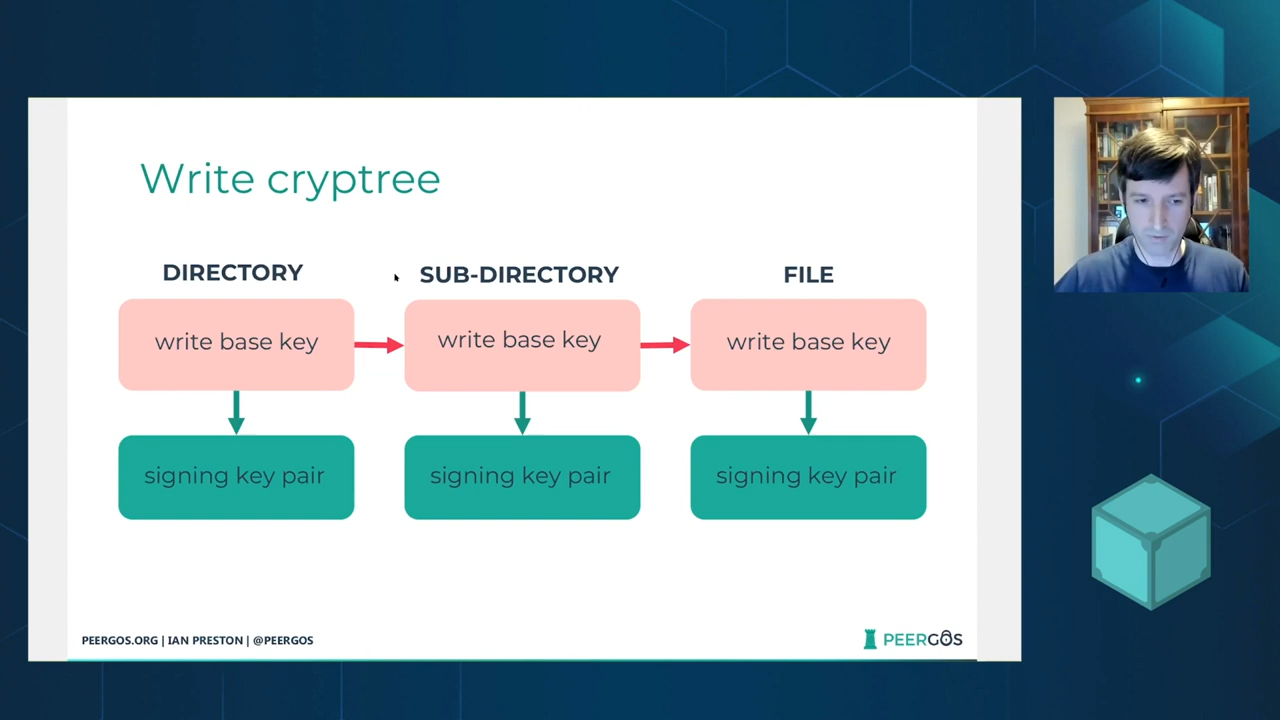 Write cryptree
DIRECTORY
SUB-DIRECTORY
FILE
write base key
write base key
write base key
signing key pair
signing key pair
signing key pair
PEERGOS.ORG | IAN PRESTON | @PEERGOS
PEERGOS